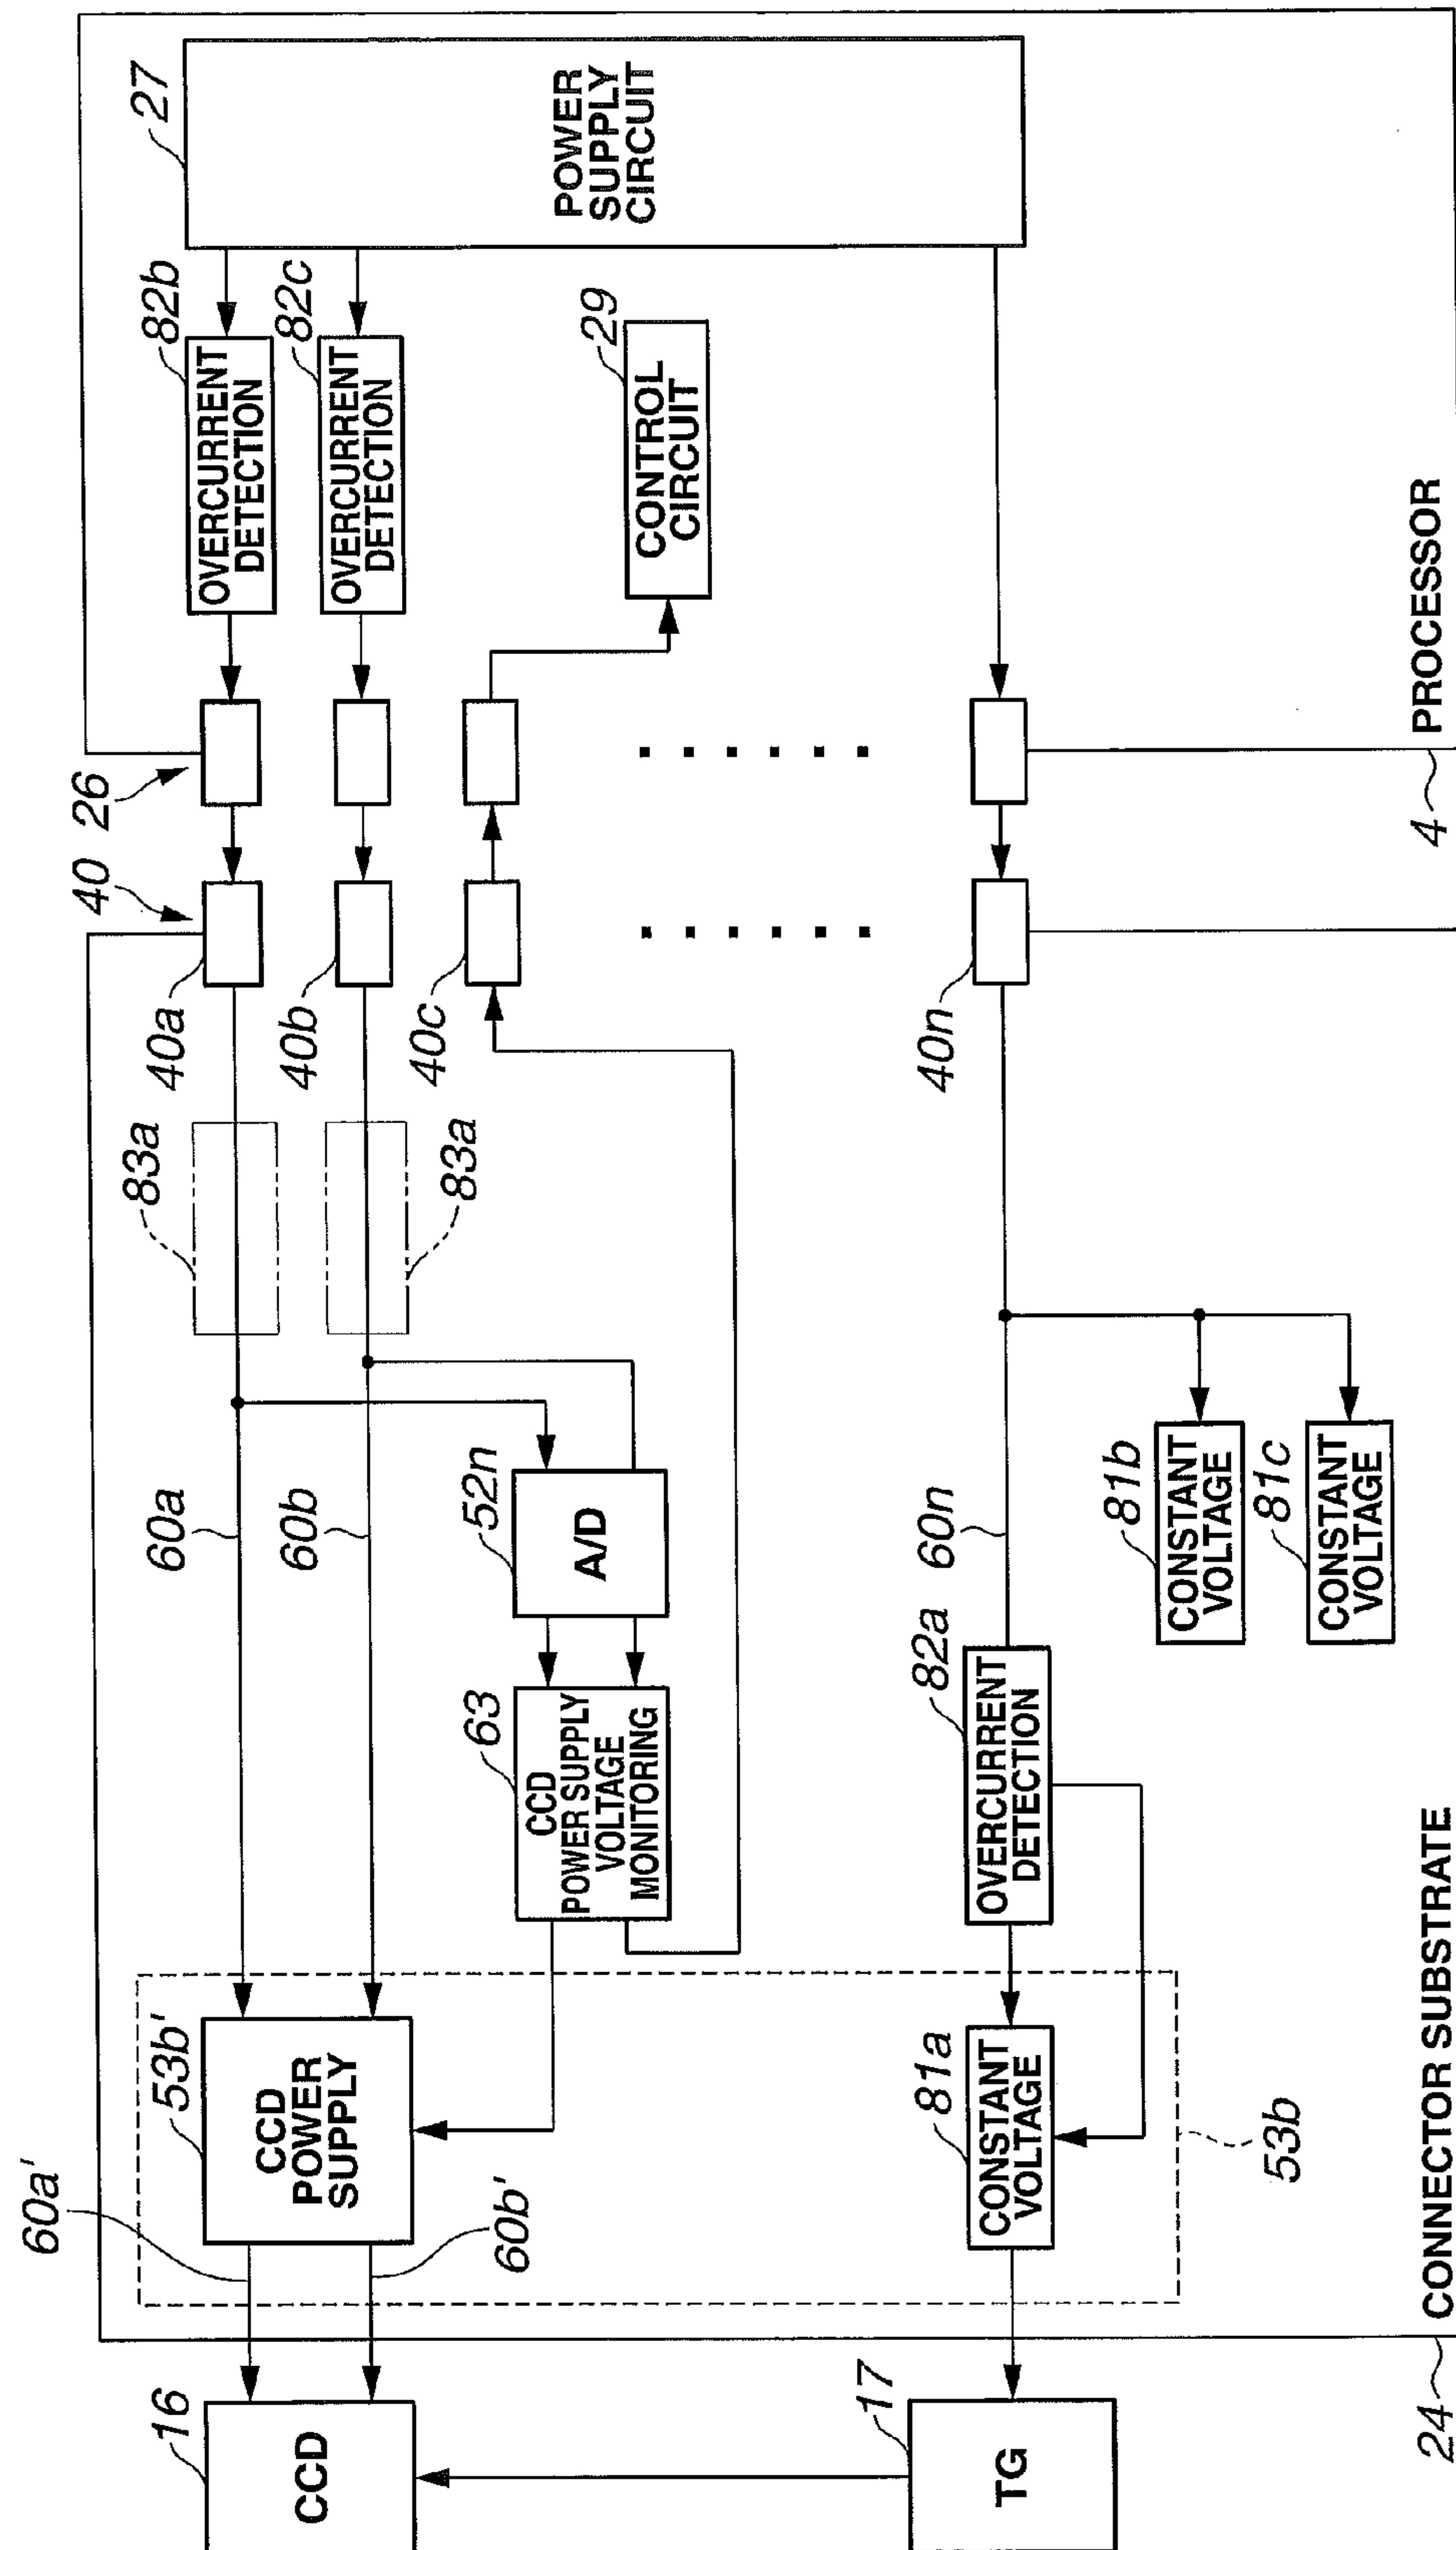 16
CCD
60a'
60b'
17
TG
53b'
CCD
POWER
SUPPLY
81a
CONSTANT
VOLTAGE
53b
24
CONNECTOR SUBSTRATE
63
CCD
POWER SUPPLY
VOLTAGE
MONITORING
82a
OVERCURRENT
DETECTION
60a
60b
52n
A/D
60n
81b
CONSTANT
VOLTAGE
81c
CONSTANT
VOLTAGE
83a
83a
40a
40b
40c
40n
40
26
4
PROCESSOR
82b
OVERCURRENT
DETECTION
82c
OVERCURRENT
DETECTION
29
CONTROL
CIRCUIT
27
POWER
SUPPLY
CIRCUIT